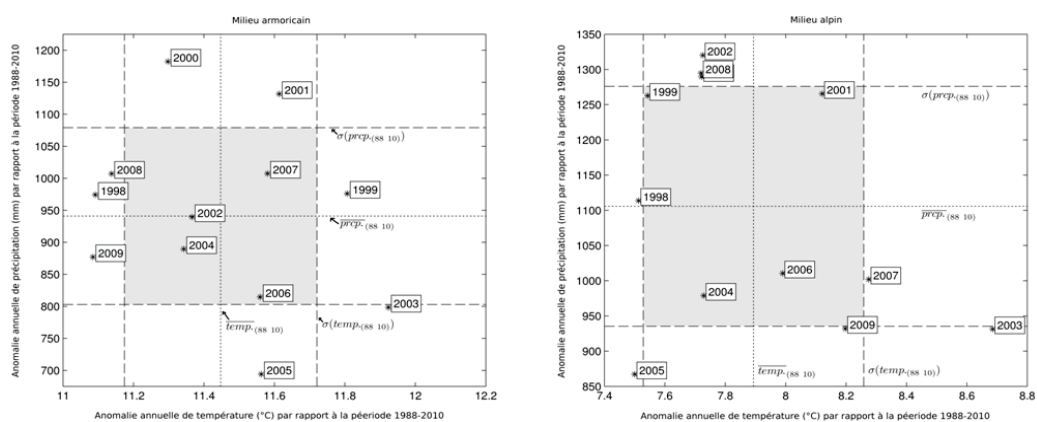 Milieu armoricain
Anomalie annuelle de précipitation (mm) par rapport à la période 1988-2010
1200
1150
1100
1050
1000
950
900
850
800
750
700
2000
2001
2008
2007
1998
1999
2002
2004
2009
2006
2003
2005
σ(prcp.(88 10))
prcp.(88 10)
temp.(88 10)
σ(temp.(88 10))
11 11.2 11.4 11.6 11.8 12 12.2
Anomalie annuelle de température (°C) par rapport à la péeriode 1988-2010
Milieu alpin
Anomalie annuelle de précipitation (mm) par rapport à la période 1988-2010
1350
1300
1250
1200
1150
1100
1050
1000
950
900
850
2002
2008
1999
2001
1998
2006
2007
2004
2009
2003
2005
σ(prcp.(88 10))
prcp.(88 10)
temp.(88 10)
σ(temp.(88 10))
7.4 7.6 7.8 8 8.2 8.4 8.6 8.8
Anomalie annuelle de température (°C) par rapport à la péeriode 1988-2010